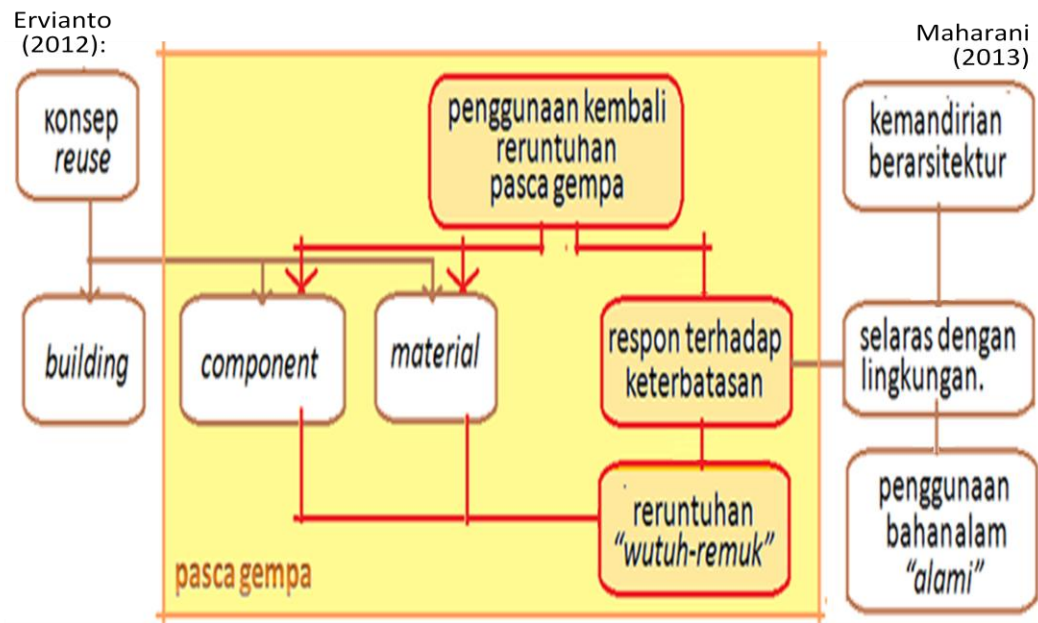 Ervianto
(2012):
Maharani
(2013)
konsep
reuse
penggunaan kembali
reruntuhan
pasca gempa
kemandirian
berarsitektur
building
component
material
respon terhadap
keterbatasan
selaras dengan
lingkungan.
reruntuhan
"wutuh-remuk"
penggunaan
bahanalam
"alami"
pasca gempa